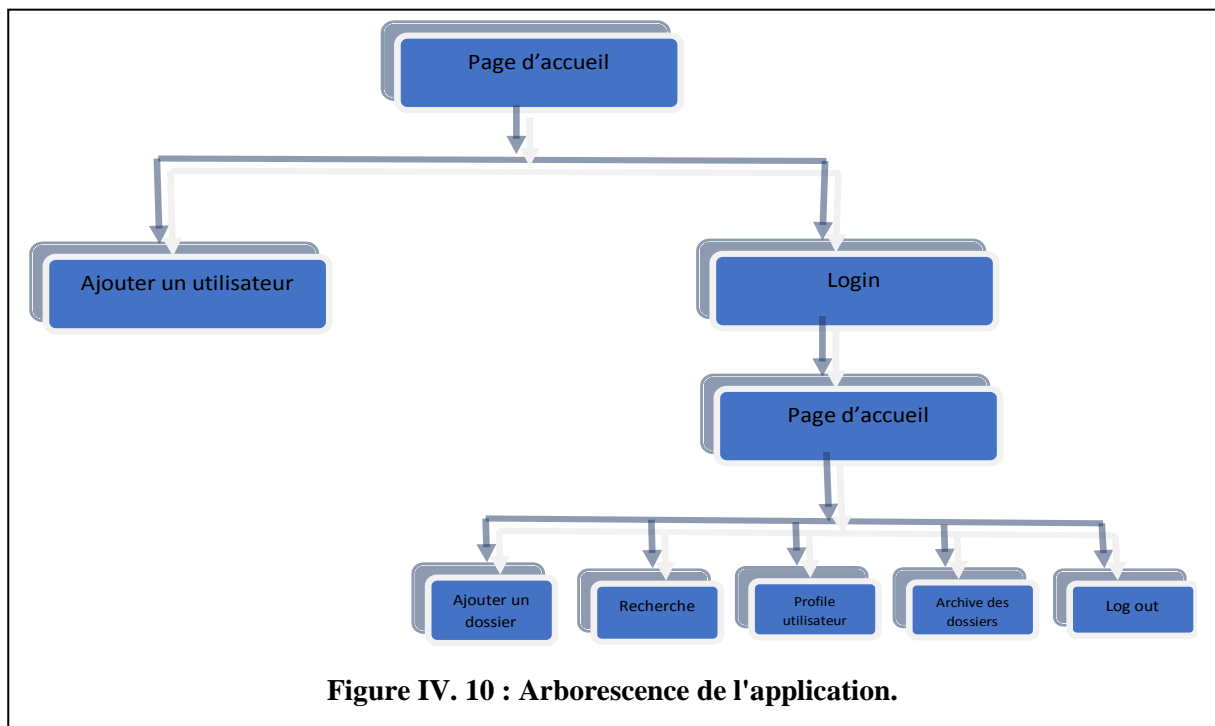 Page d’accueil
Ajouter un utilisateur
Login
Page d’accueil
Ajouter un
dossier
Recherche
Profile
utilisateur
Archive des
dossiers
Log out
Figure IV. 10 : Arborescence de l'application.